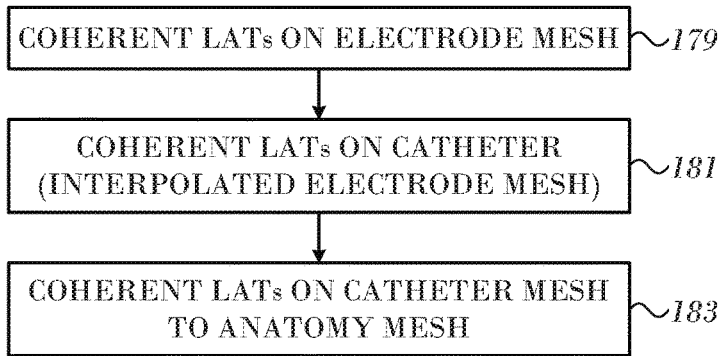 COHERENT LATs ON ELECTRODE MESH
179
COHERENT LATs ON CATHETER
(INTERPOLATED ELECTRODE MESH)
181
COHERENT LATs ON CATHETER MESH
TO ANATOMY MESH
183